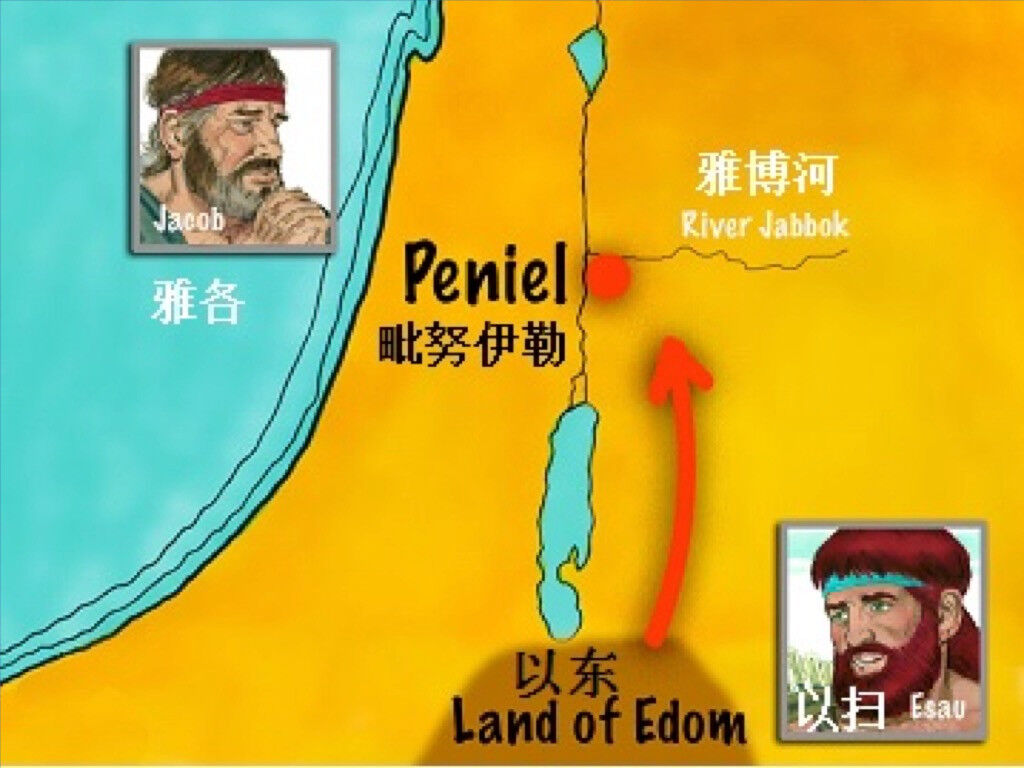 Jacob
雅各
雅博河
River Jabbok
Peniel
毗努伊勒
以东
Land of Edom
以扫 Esau